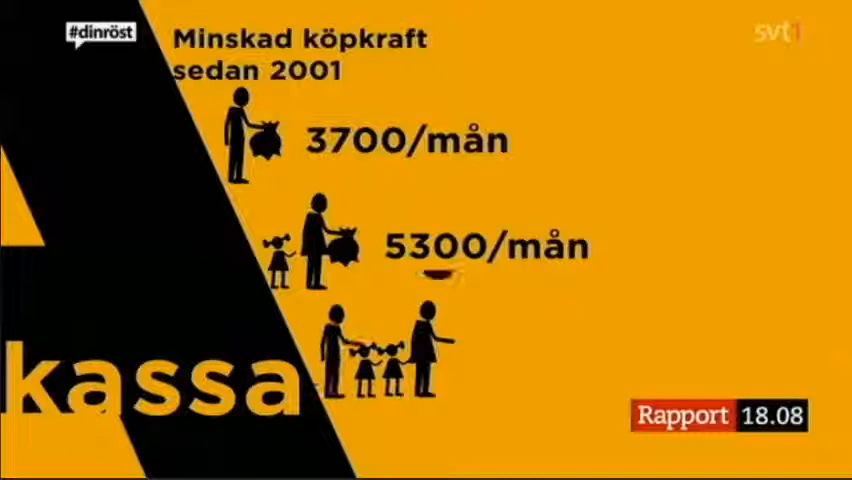 #dinröst
svt1
Minskad köpkraft
sedan 2001
3700/mån
5300/mån
A
kassa
Rapport 18.08